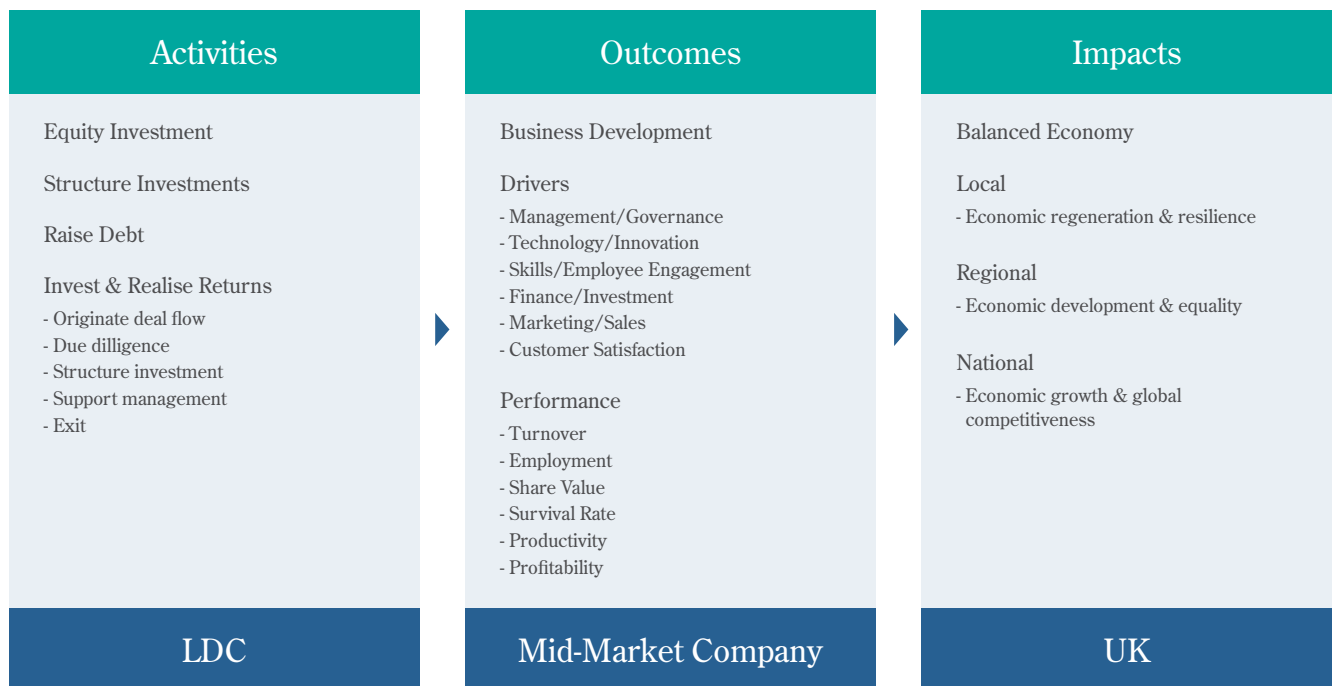 Activities
Equity Investment
Structure Investments
Raise Debt
Invest & Realise Returns
- Originate deal flow
- Due dilligence
- Structure investment
- Support management
- Exit
LDC
Outcomes
Business Development
Drivers
- Management/Governance
- Technology/Innovation
- Skills/Employee Engagement
- Finance/Investment
- Marketing/Sales
- Customer Satisfaction
Performance
- Turnover
- Employment
- Share Value
- Survival Rate
- Productivity
- Profitability
Mid-Market Company
Impacts
Balanced Economy
Local
- Economic regeneration & resilience
Regional
- Economic development & equality
National
- Economic growth & global
competitiveness
UK